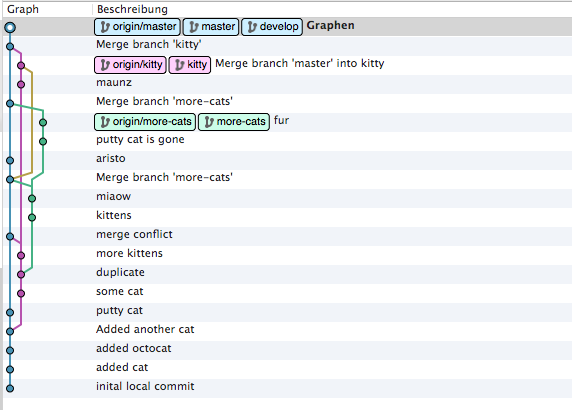 Graph Beschreibung
origin/master master develop Graphen
Merge branch 'kitty'
origin/kitty kitty Merge branch 'master' into kitty
maunz
Merge branch 'more-cats'
origin/more-cats more-cats fur
putty cat is gone
aristo
Merge branch 'more-cats'
miaow
kittens
merge conflict
more kittens
duplicate
some cat
putty cat
Added another cat
added octocat
added cat
inital local commit